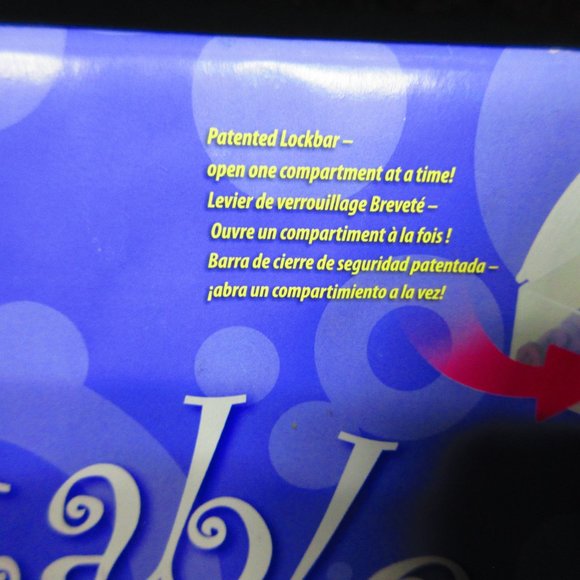 Patented Lockbar –
open one compartment at a time!
Levier de verrouillage Breveté –
Ouvre un compartiment à la fois !
Barra de cierre de seguridad patentada –
¡abra un compartimiento a la vez!